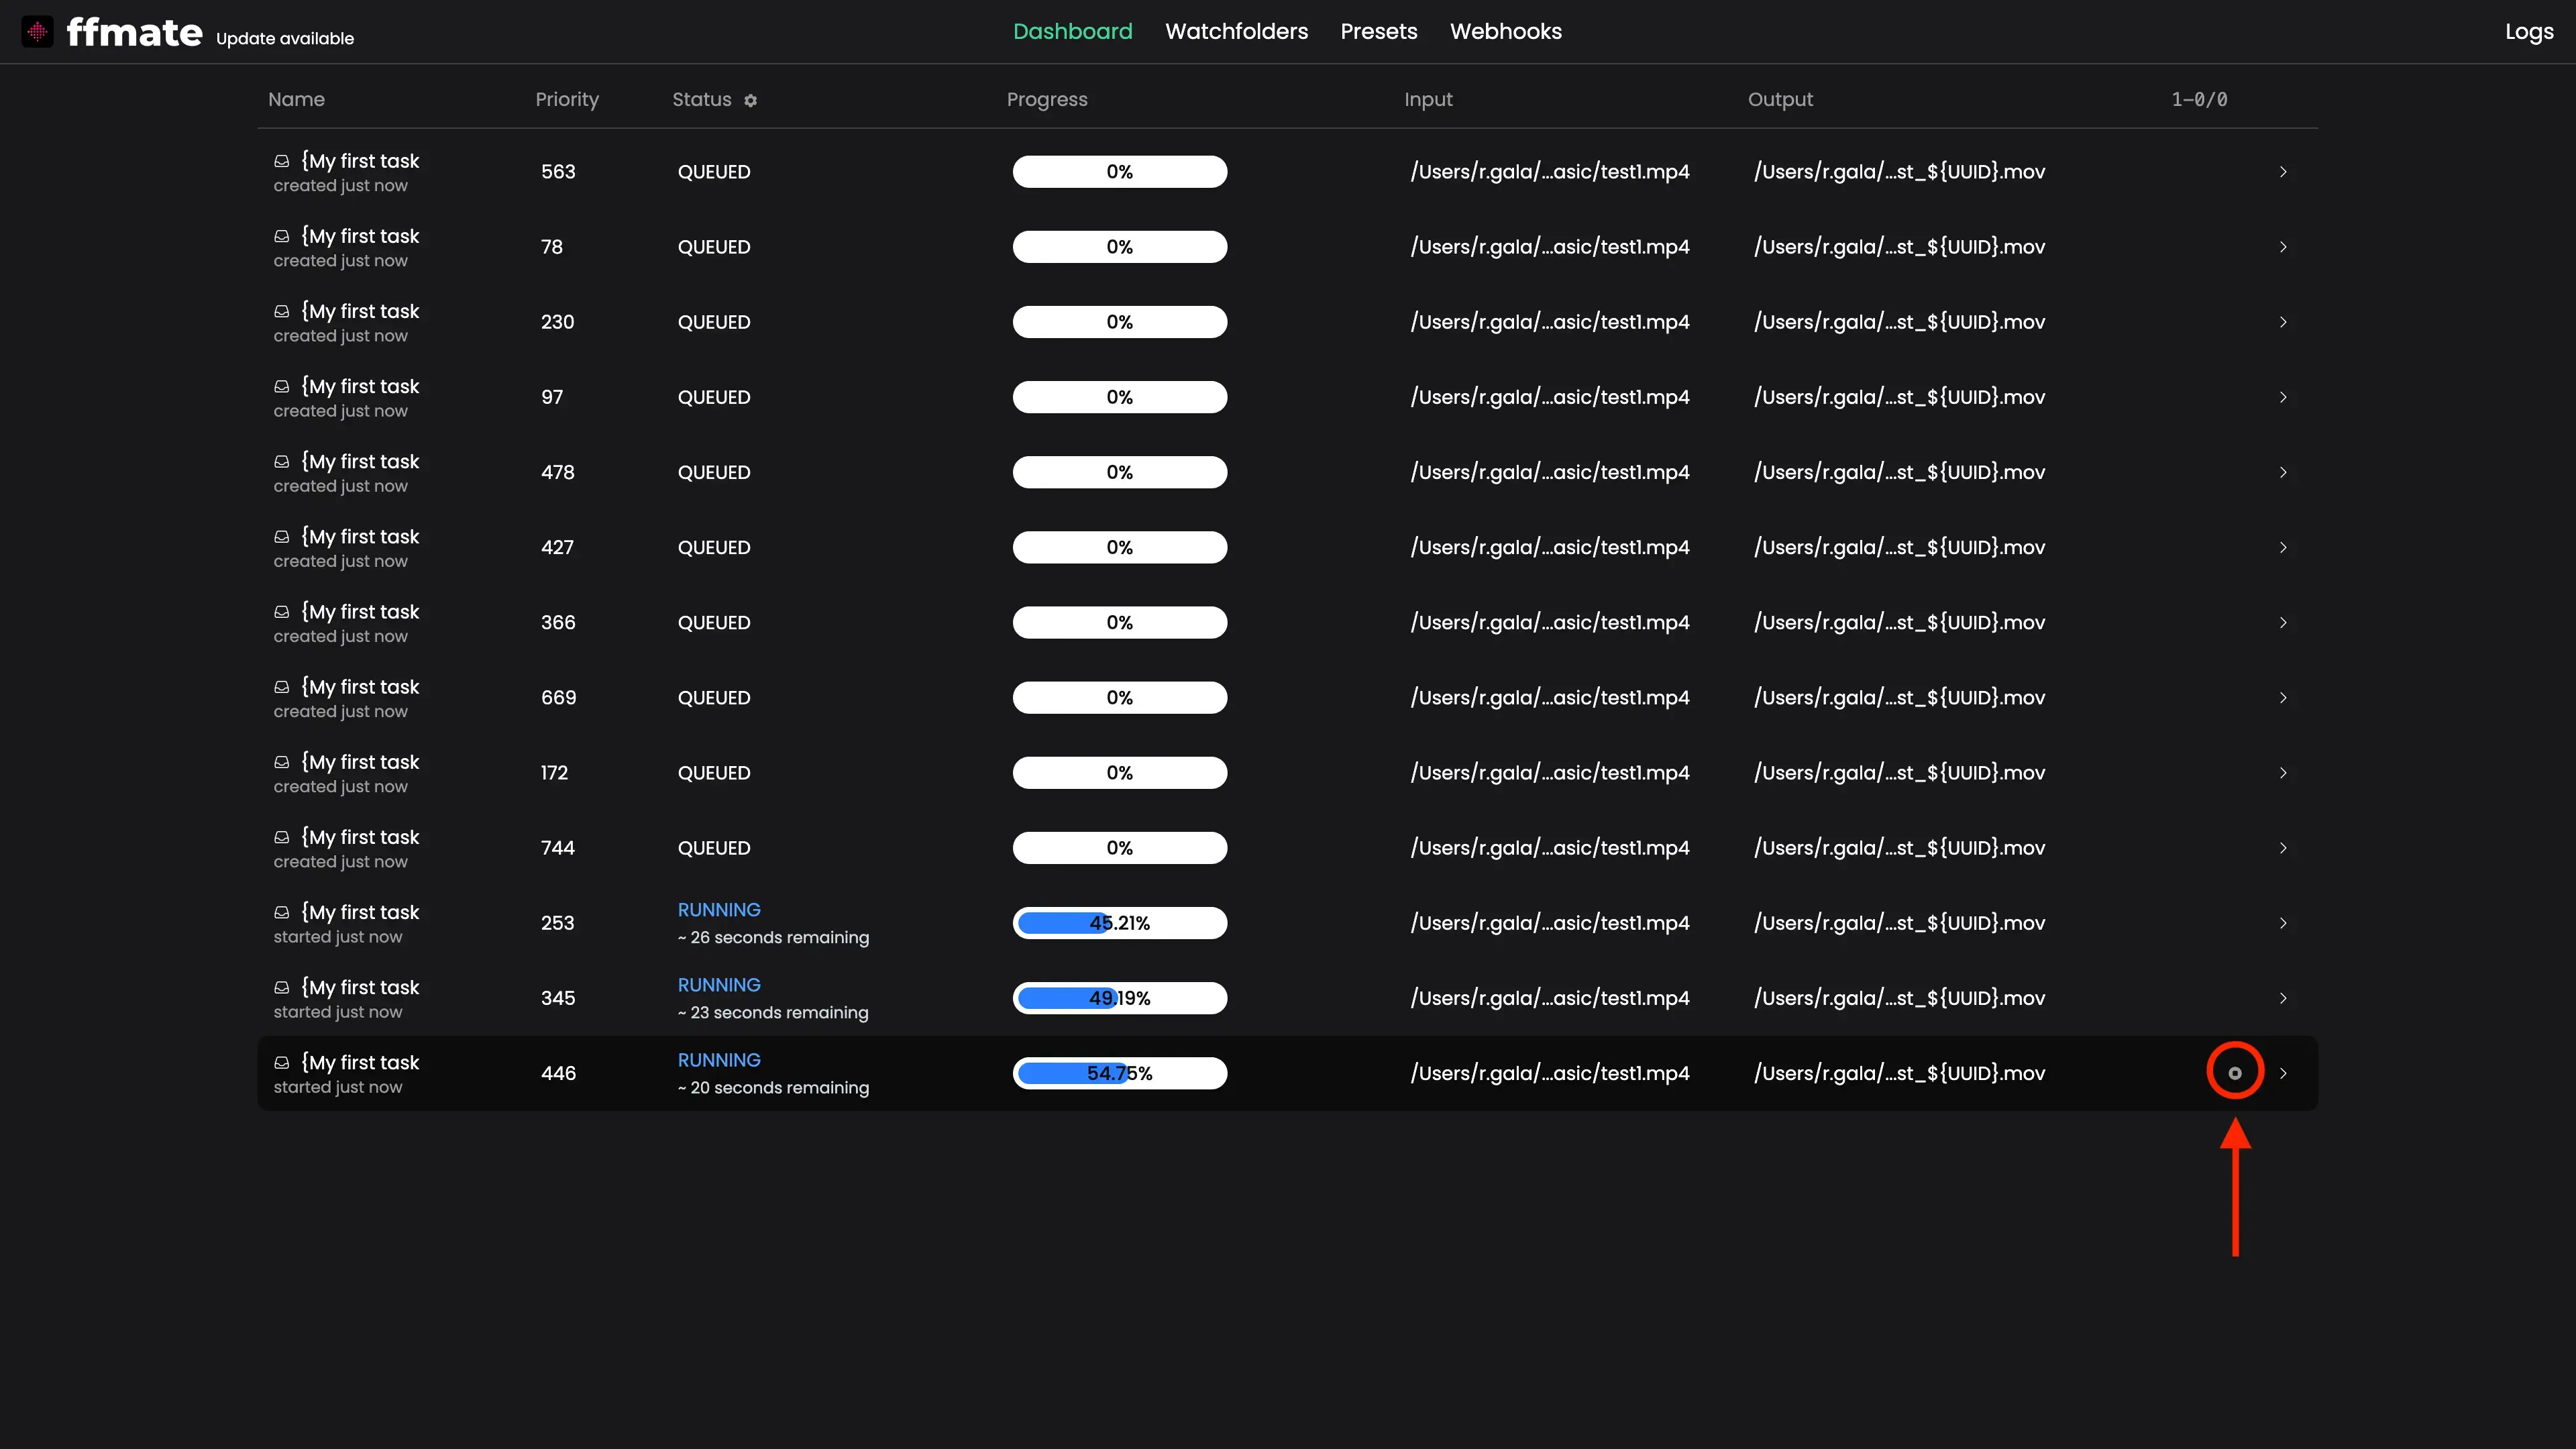 ffmate Update available Dashboard Watchfolders Presets Webhooks Logs
Name Priority Status Progress Input Output 1–0/0
{My first task
created just now
563 QUEUED 0% /Users/r.gala/...asic/test1.mp4 /Users/r.gala/...st_${UUID}.mov
{My first task
created just now
78 QUEUED 0% /Users/r.gala/...asic/test1.mp4 /Users/r.gala/...st_${UUID}.mov
{My first task
created just now
230 QUEUED 0% /Users/r.gala/...asic/test1.mp4 /Users/r.gala/...st_${UUID}.mov
{My first task
created just now
97 QUEUED 0% /Users/r.gala/...asic/test1.mp4 /Users/r.gala/...st_${UUID}.mov
{My first task
created just now
478 QUEUED 0% /Users/r.gala/...asic/test1.mp4 /Users/r.gala/...st_${UUID}.mov
{My first task
created just now
427 QUEUED 0% /Users/r.gala/...asic/test1.mp4 /Users/r.gala/...st_${UUID}.mov
{My first task
created just now
366 QUEUED 0% /Users/r.gala/...asic/test1.mp4 /Users/r.gala/...st_${UUID}.mov
{My first task
created just now
669 QUEUED 0% /Users/r.gala/...asic/test1.mp4 /Users/r.gala/...st_${UUID}.mov
{My first task
created just now
172 QUEUED 0% /Users/r.gala/...asic/test1.mp4 /Users/r.gala/...st_${UUID}.mov
{My first task
created just now
744 QUEUED 0% /Users/r.gala/...asic/test1.mp4 /Users/r.gala/...st_${UUID}.mov
{My first task
started just now
253 RUNNING
~ 26 seconds remaining
45.21% /Users/r.gala/...asic/test1.mp4 /Users/r.gala/...st_${UUID}.mov
{My first task
started just now
345 RUNNING
~ 23 seconds remaining
49.19% /Users/r.gala/...asic/test1.mp4 /Users/r.gala/...st_${UUID}.mov
{My first task
started just now
446 RUNNING
~ 20 seconds remaining
54.75% /Users/r.gala/...asic/test1.mp4 /Users/r.gala/...st_${UUID}.mov